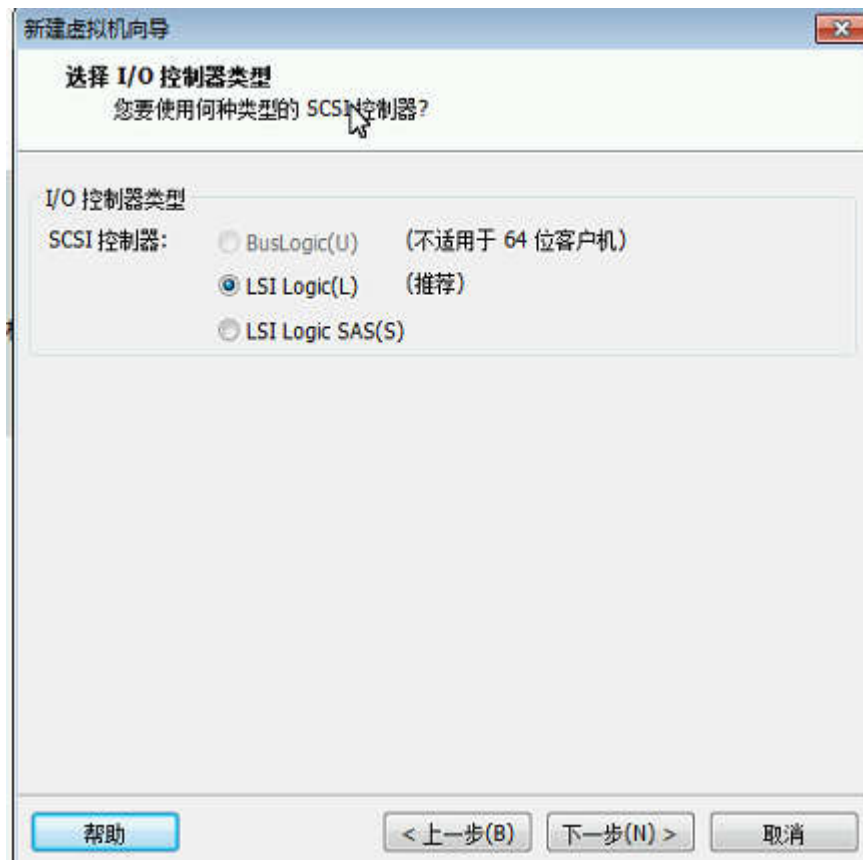 新建虚拟机向导
选择 I/O 控制器类型
您要使用何种类型的 SCSI 控制器?
I/O 控制器类型
SCSI 控制器: BusLogic(U) (不适用于 64 位客户机)
LSI Logic(L) (推荐)
LSI Logic SAS(S)
帮助 < 上一步(B) 下一步(N) > 取消